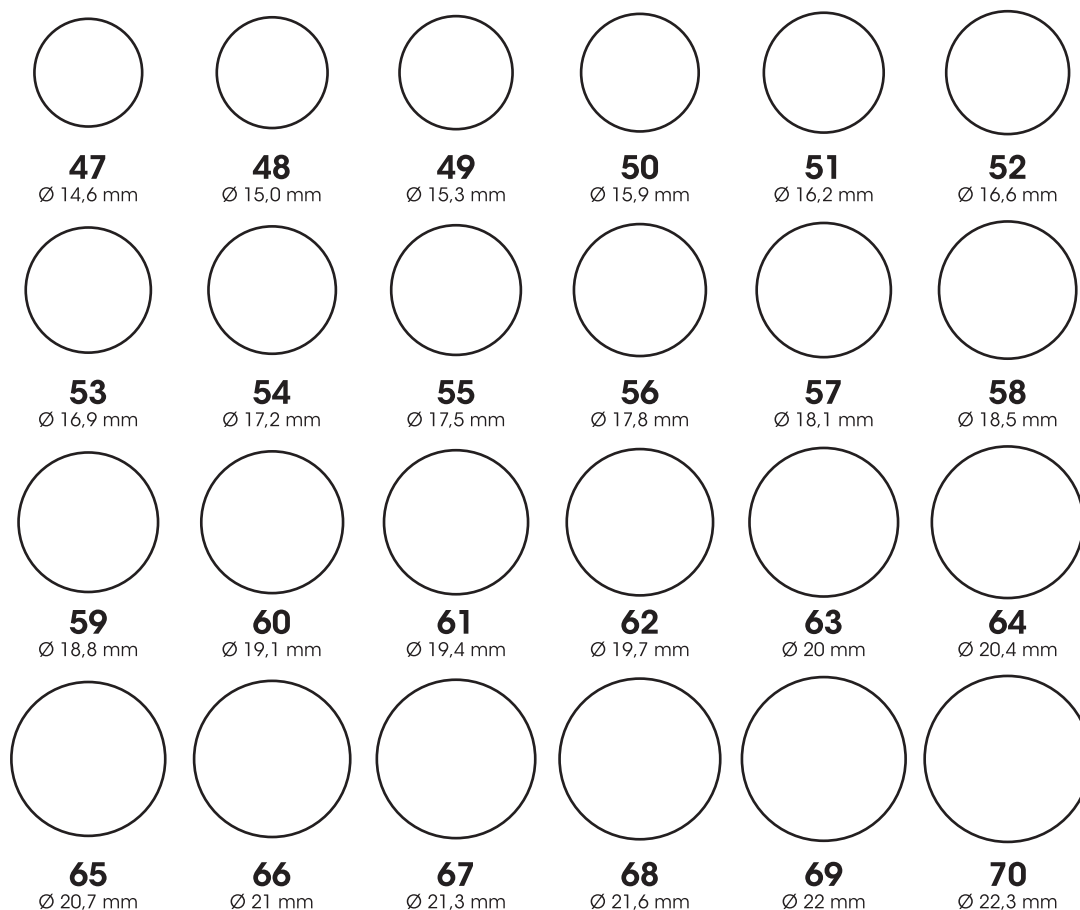 47 48 49 50 51 52
Ø 14,6 mm Ø 15,0 mm Ø 15,3 mm Ø 15,9 mm Ø 16,2 mm Ø 16,6 mm
53 54 55 56 57 58
Ø 16,9 mm Ø 17,2 mm Ø 17,5 mm Ø 17,8 mm Ø 18,1 mm Ø 18,5 mm
59 60 61 62 63 64
Ø 18,8 mm Ø 19,1 mm Ø 19,4 mm Ø 19,7 mm Ø 20 mm Ø 20,4 mm
65 66 67 68 69 70
Ø 20,7 mm Ø 21 mm Ø 21,3 mm Ø 21,6 mm Ø 22 mm Ø 22,3 mm